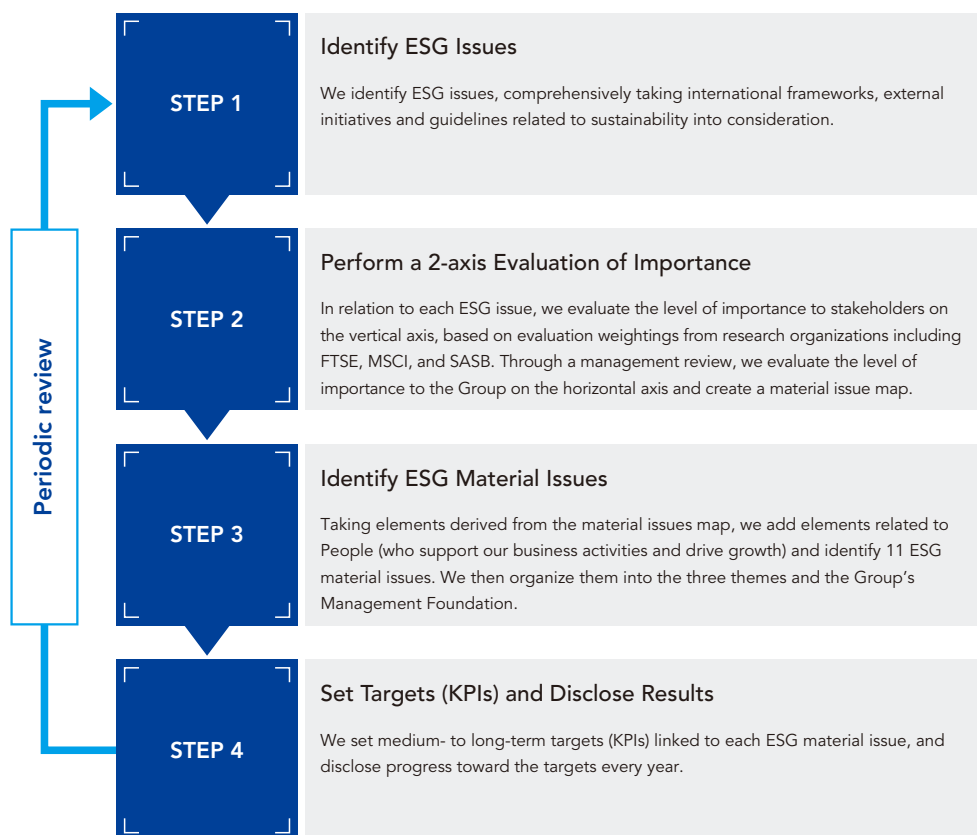 STEP 1
Identify ESG Issues
We identify ESG issues, comprehensively taking international frameworks, external
initiatives and guidelines related to sustainability into consideration.
STEP 2
Perform a 2-axis Evaluation of Importance
In relation to each ESG issue, we evaluate the level of importance to stakeholders on
the vertical axis, based on evaluation weightings from research organizations including
FTSE, MSCI, and SASB. Through a management review, we evaluate the level of
importance to the Group on the horizontal axis and create a material issue map.
Periodic review
STEP 3
Identify ESG Material Issues
Taking elements derived from the material issues map, we add elements related to
People (who support our business activities and drive growth) and identify 11 ESG
material issues. We then organize them into the three themes and the Group's
Management Foundation.
STEP 4
Set Targets (KPIs) and Disclose Results
We set medium- to long-term targets (KPIs) linked to each ESG material issue, and
disclose progress toward the targets every year.